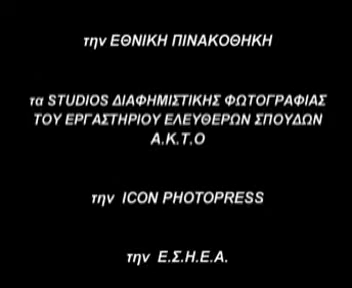 την ΕΘΝΙΚΗ ΠΙΝΑΚΟΘΗΚΗ
τα STUDIOS ΔΙΑΦΗΜΙΣΤΙΚΗΣ ΦΩΤΟΓΡΑΦΙΑΣ
ΤΟΥ ΕΡΓΑΣΤΗΡΙΟΥ ΕΛΕΥΘΕΡΩΝ ΣΠΟΥΔΩΝ
Α.Κ.Τ.Ο
την ICON PHOTOPRESS
την Ε.Σ.Η.Ε.Α.